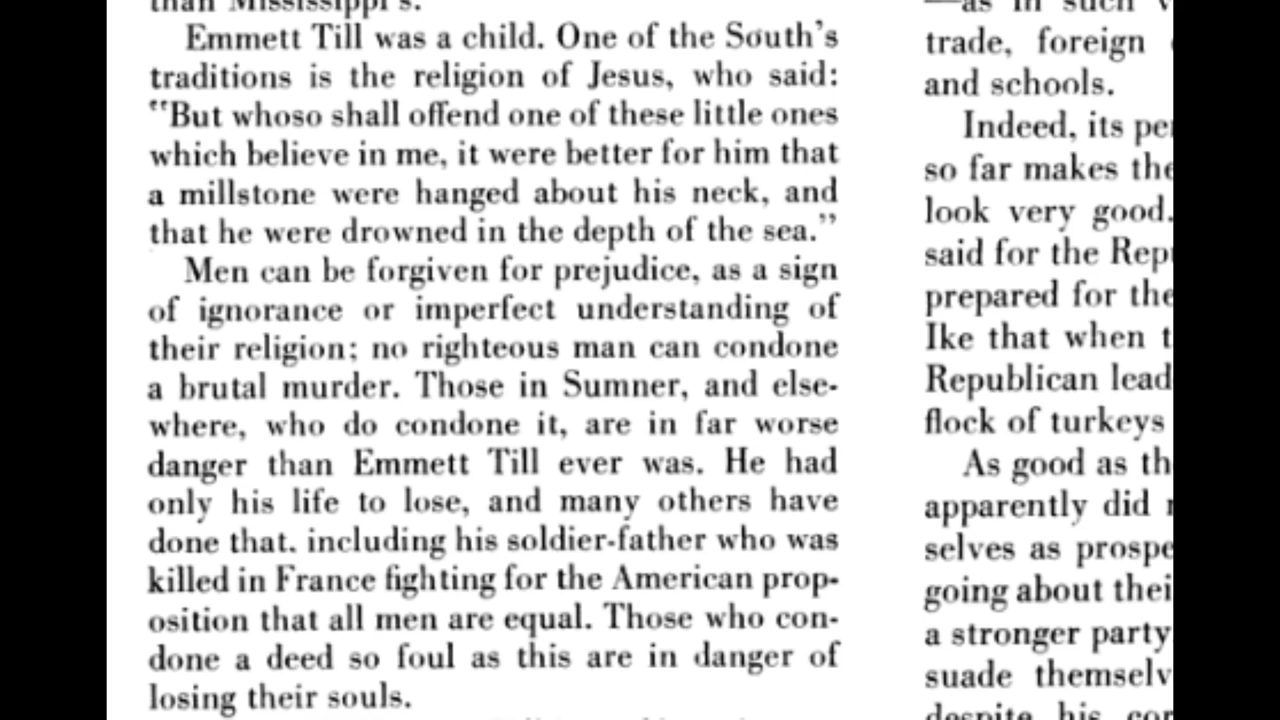 than Mississippi's.
Emmett Till was a child. One of the South's
traditions is the religion of Jesus, who said:
"But whoso shall offend one of these little ones
which believe in me, it were better for him that
a millstone were hanged about his neck, and
that he were drowned in the depth of the sea."
Men can be forgiven for prejudice, as a sign
of ignorance or imperfect understanding of
their religion; no righteous man can condone
a brutal murder. Those in Sumner, and else-
where, who do condone it, are in far worse
danger than Emmett Till ever was. He had
only his life to lose, and many others have
done that. including his soldier-father who was
killed in France fighting for the American prop-
osition that all men are equal. Those who con-
done a deed so foul as this are in danger of
losing their souls.
—as in such
trade, foreign
and schools.
Indeed, its
so far makes
look very good.
said for the
prepared for
Ike that when
Republican
flock of turkeys
As good as
apparently did
selves as
going about
a stronger party
suade
despite his